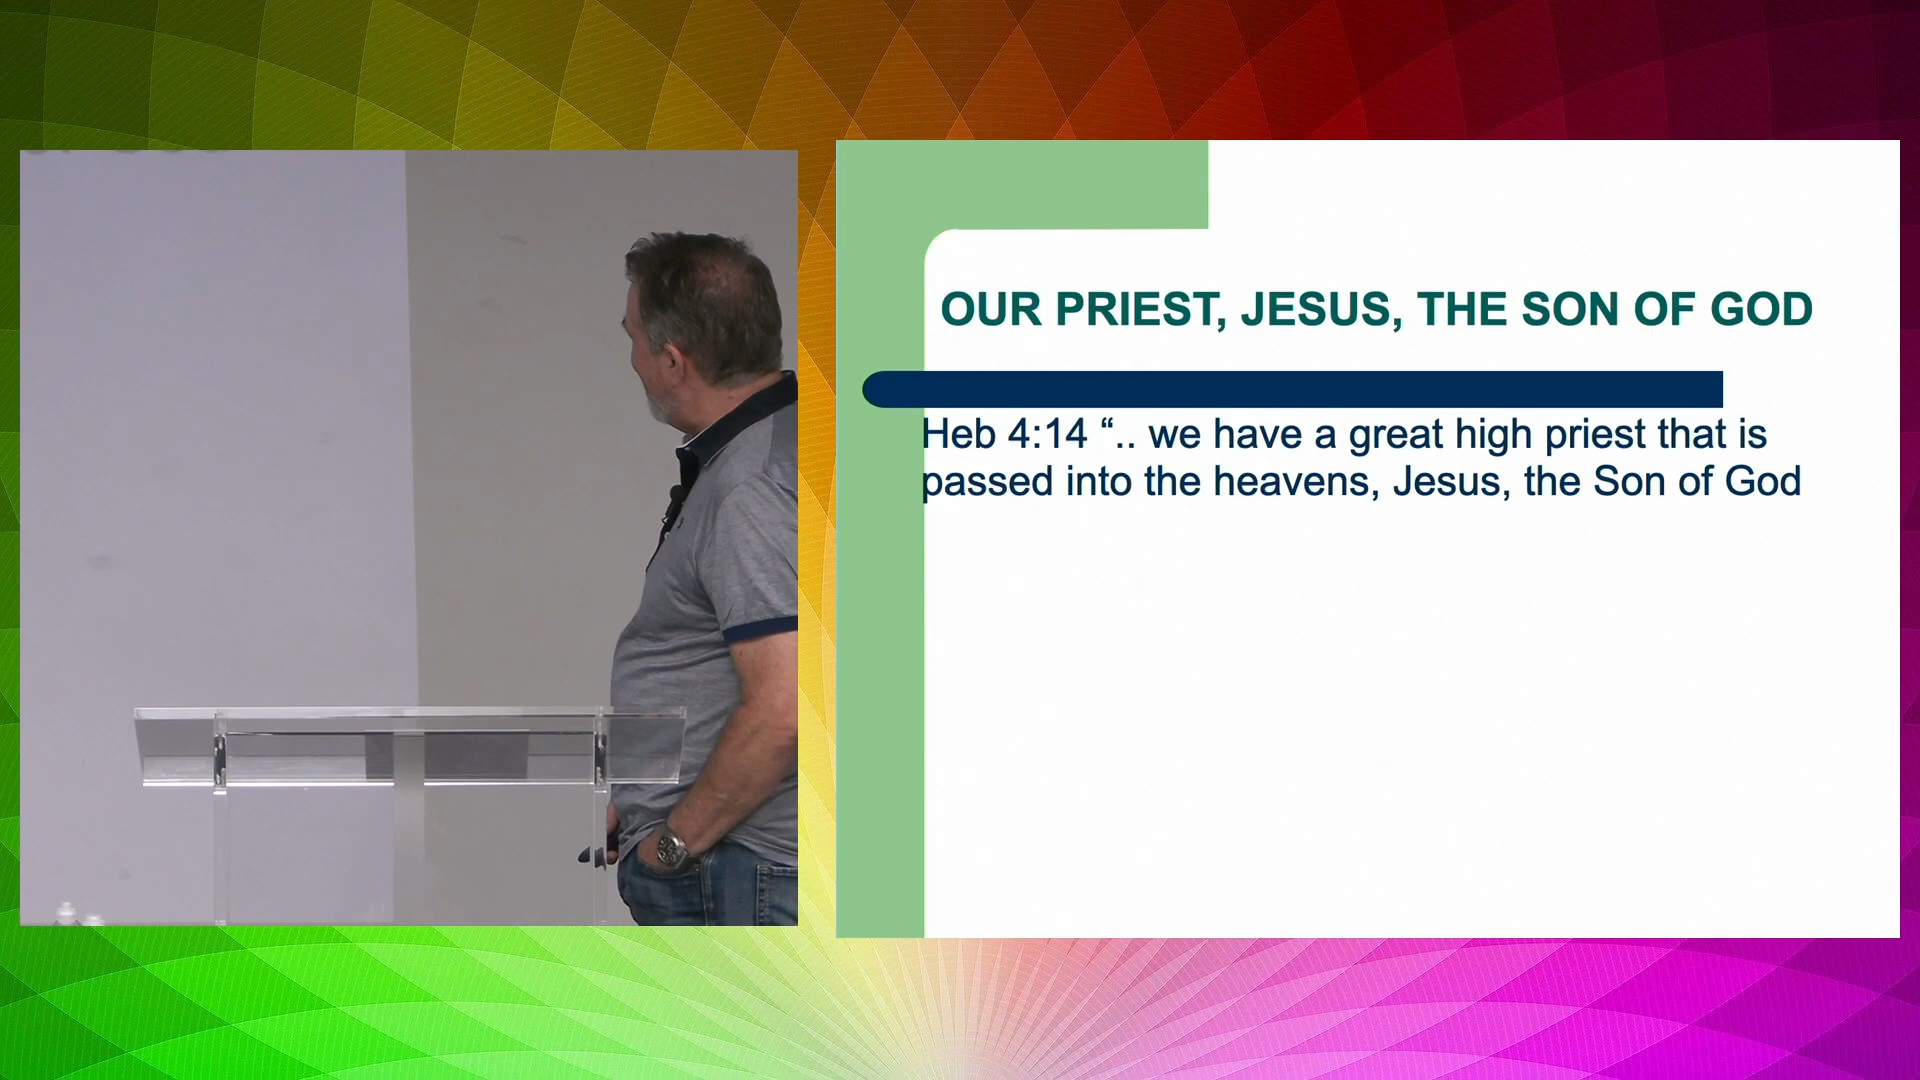 OUR PRIEST, JESUS, THE SON OF GOD
Heb 4:14 “.. we have a great high priest that is
passed into the heavens, Jesus, the Son of God